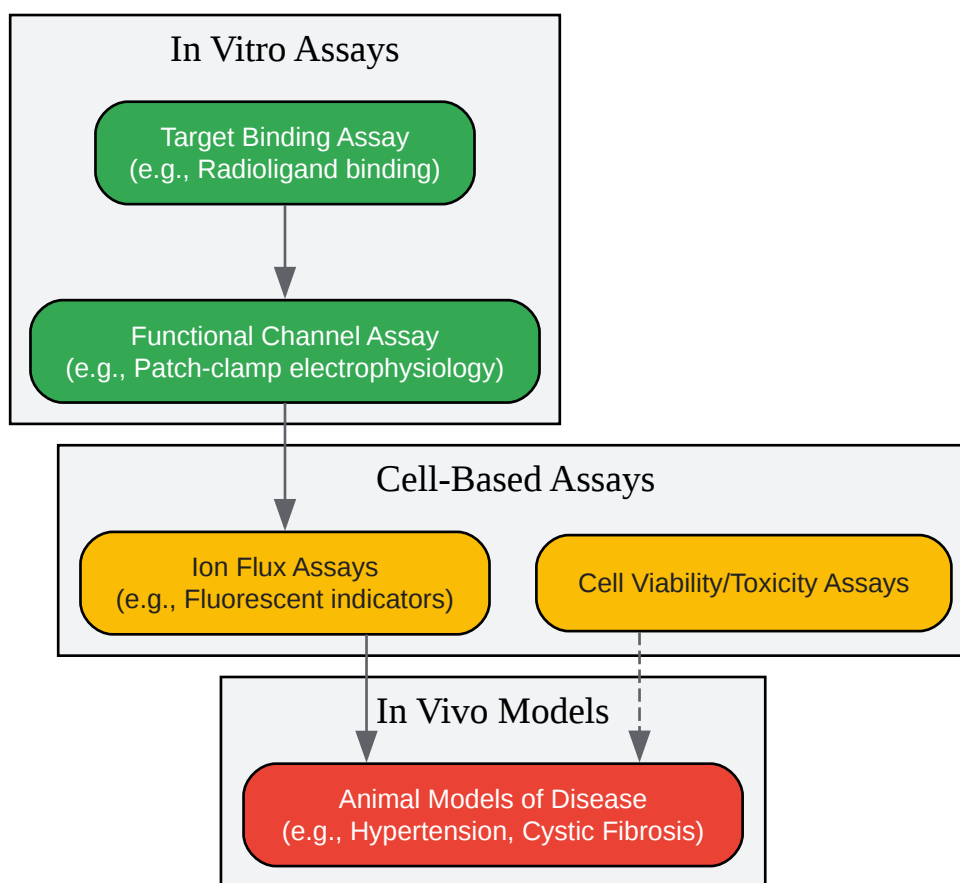 In Vitro Assays
Target Binding Assay
(e.g., Radioligand binding)
Functional Channel Assay
(e.g., Patch-clamp electrophysiology)
Cell-Based Assays
Ion Flux Assays
(e.g., Fluorescent indicators)
Cell Viability/Toxicity Assays
In Vivo Models
Animal Models of Disease
(e.g., Hypertension, Cystic Fibrosis)